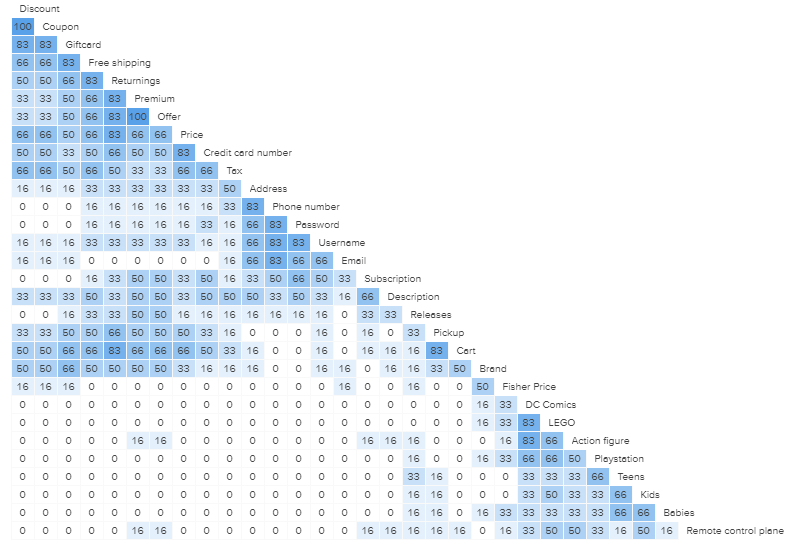 Discount
100 Coupon
83 83 Giftcard
66 66 83 Free shipping
50 50 66 83 Returnings
33 33 50 66 83 Premium
33 33 50 66 83 100 Offer
66 66 50 66 83 66 66 Price
50 50 33 50 66 50 50 83 Credit card number
66 66 50 66 50 33 33 66 66 Tax
16 16 16 33 33 33 33 33 33 50 Address
0 0 0 16 16 16 16 16 16 33 83 Phone number
0 0 0 16 16 16 16 16 33 16 66 83 Password
16 16 16 33 33 33 33 33 16 16 66 83 83 Username
16 16 16 0 0 0 0 0 0 16 66 83 66 66 Email
0 0 0 16 33 50 50 33 50 16 33 50 66 50 33 Subscription
33 33 33 50 33 50 50 33 50 50 50 33 50 33 16 66 Description
0 0 16 33 33 50 50 16 16 16 16 16 16 16 0 33 33 Releases
33 33 50 50 66 50 50 50 33 16 0 0 0 16 0 16 0 33 Pickup
50 50 66 66 83 66 66 66 50 33 16 0 0 16 0 16 16 16 83 Cart
50 50 66 50 50 50 50 33 16 16 16 0 0 16 16 0 16 16 33 50 Brand
16 16 16 0 0 0 0 0 0 0 0 0 0 0 16 0 0 16 0 0 50 Fisher Price
0 0 0 0 0 0 0 0 0 0 0 0 0 0 0 0 0 0 0 0 16 33 DC Comics
0 0 0 0 0 0 0 0 0 0 0 0 0 0 0 0 0 0 0 0 16 33 83 LEGO
0 0 0 0 0 16 16 0 0 0 0 0 0 0 0 16 16 16 0 0 0 16 83 66 Action figure
0 0 0 0 0 0 0 0 0 0 0 0 0 0 0 0 0 16 0 0 16 33 66 66 50 Playstation
0 0 0 0 0 0 0 0 0 0 0 0 0 0 0 0 0 33 16 0 0 0 33 33 33 66 Teens
0 0 0 0 0 0 0 0 0 0 0 0 0 0 0 0 0 16 16 0 0 0 33 50 33 33 66 Kids
0 0 0 0 0 0 0 0 0 0 0 0 0 0 0 0 0 16 16 0 16 33 33 33 33 33 66 66 Babies
0 0 0 0 0 16 16 0 0 0 0 0 0 0 0 16 16 16 16 16 0 16 33 50 50 33 16 50 16 Remote control plane